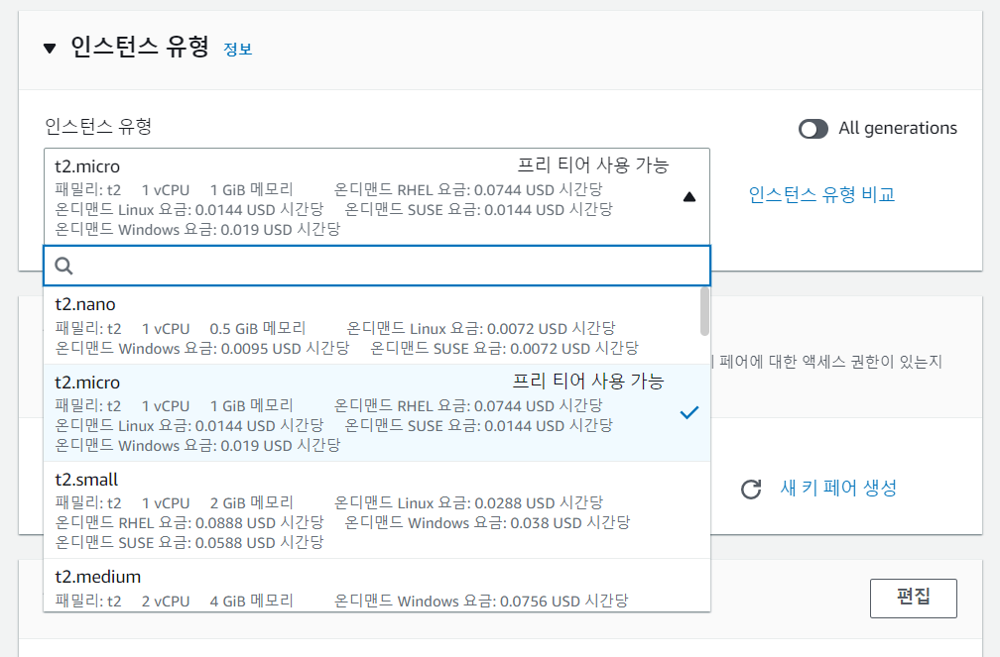 인스턴스 유형 정보
인스턴스 유형
All generations
t2.micro 프리 티어 사용 가능
패밀리: t2 1 vCPU 1 GiB 메모리 온디맨드 RHEL 요금: 0.0744 USD 시간당
온디맨드 Linux 요금: 0.0144 USD 시간당 온디맨드 SUSE 요금: 0.0144 USD 시간당
온디맨드 Windows 요금: 0.019 USD 시간당
인스턴스 유형 비교
t2.nano
패밀리: t2 1 vCPU 0.5 GiB 메모리 온디맨드 Linux 요금: 0.0072 USD 시간당
온디맨드 Windows 요금: 0.0095 USD 시간당 온디맨드 SUSE 요금: 0.0072 USD 시간당
페어에 대한 액세스 권한이 있는지
t2.micro 프리 티어 사용 가능
패밀리: t2 1 vCPU 1 GiB 메모리 온디맨드 RHEL 요금: 0.0744 USD 시간당
온디맨드 Linux 요금: 0.0144 USD 시간당 온디맨드 SUSE 요금: 0.0144 USD 시간당
온디맨드 Windows 요금: 0.019 USD 시간당
t2.small
패밀리: t2 1 vCPU 2 GiB 메모리 온디맨드 Linux 요금: 0.0288 USD 시간당
온디맨드 RHEL 요금: 0.0888 USD 시간당 온디맨드 Windows 요금: 0.038 USD 시간당
온디맨드 SUSE 요금: 0.0588 USD 시간당
새 키 페어 생성
t2.medium
패밀리: t2 2 vCPU 4 GiB 메모리 온디맨드 Windows 요금: 0.0756 USD 시간당
편집